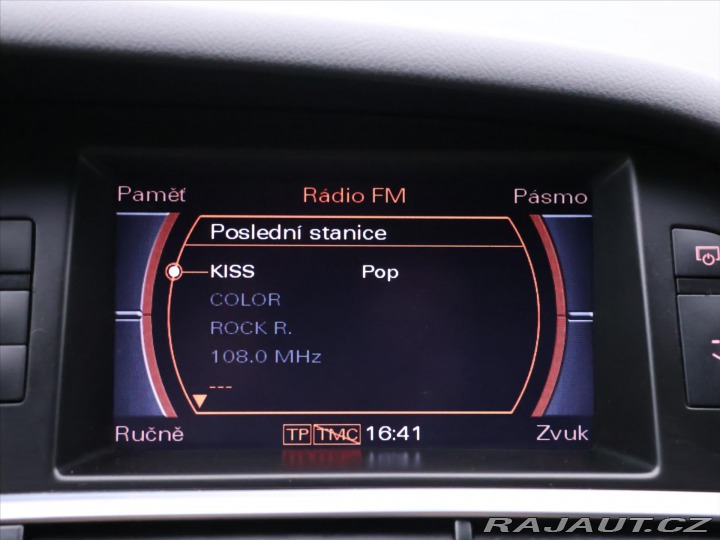 Paměť Rádio FM Pásmo
Poslední stanice
KISS Pop
COLOR
ROCK R.
108.0 MHz
---
Ručně TP TMC 16:41 Zvuk
RAJAUT.CZ